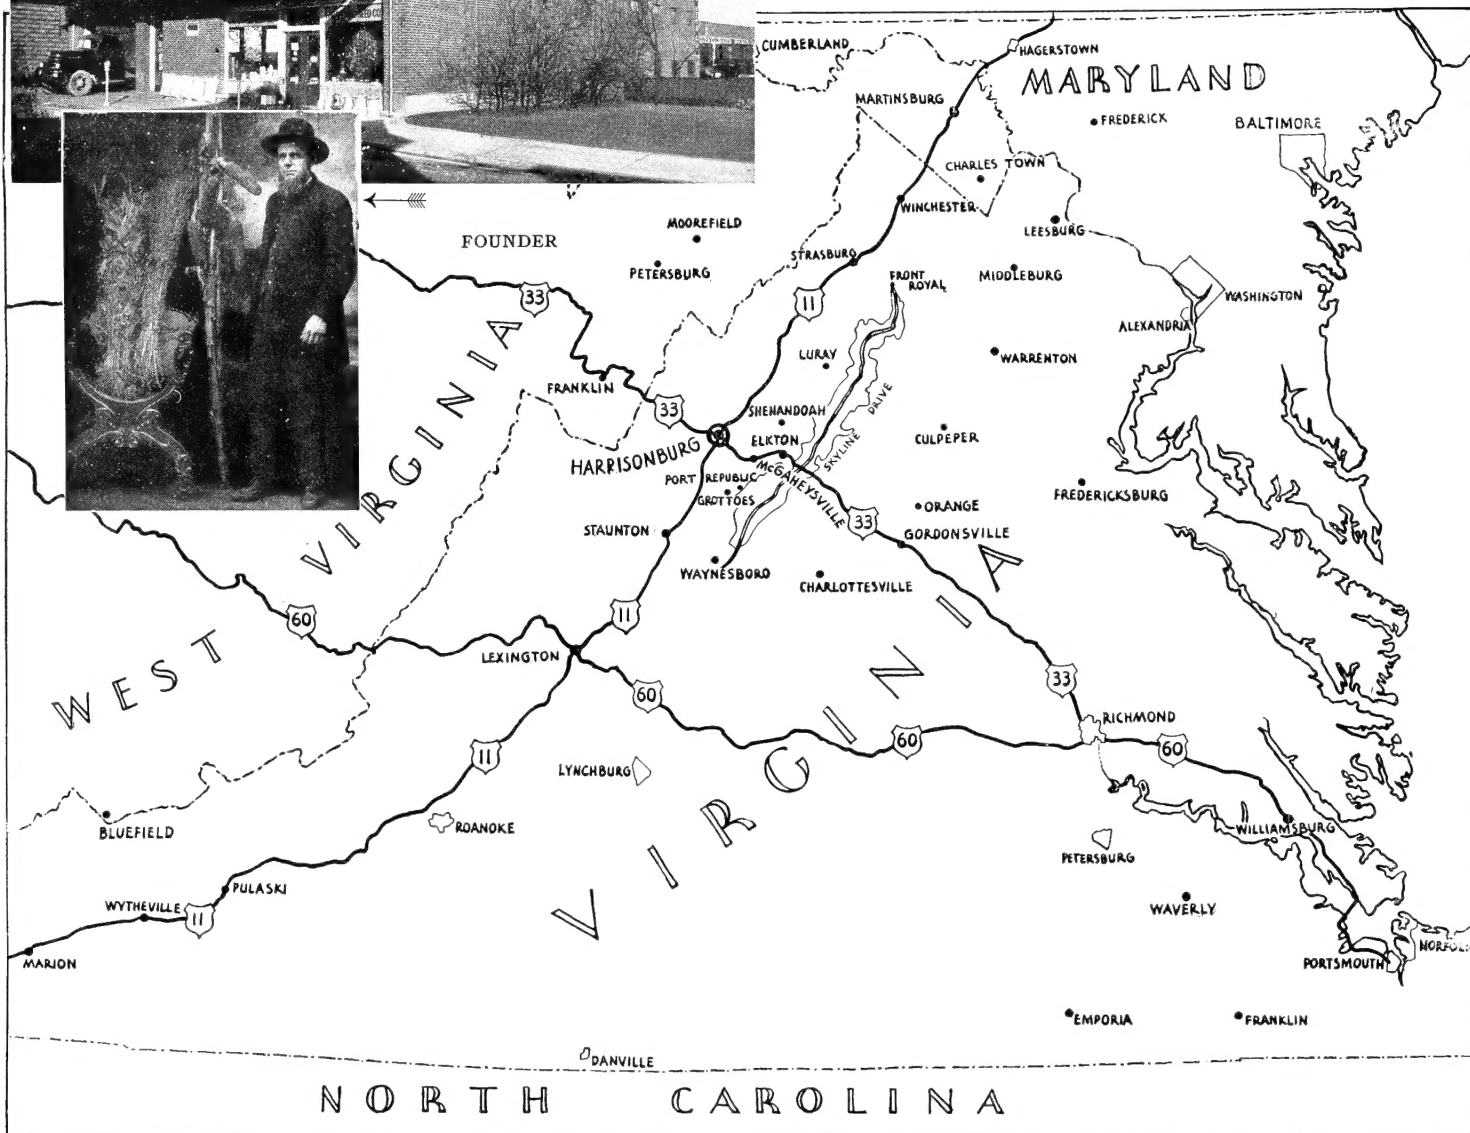 CUMBERLAND
HAGERSTOWN
MARYLAND
MARTINSBURG
FREDERICK
BALTIMORE
CHARLES TOWN
WINCHESTER
MOOREFIELD
LEESBURG
FOUNDER
STRASBURG
PETERSBURG
FRONT
ROYAL
MIDDLEBURG
WASHINGTON
33
11
ALEXANDRIA
LURAY
WARRENTON
FRANKLIN
33
SHENANDOAH
SKYLINE DRIVE
HARRISONBURG
ELKTON
CULPEPER
McGAHEYSVILLE
PORT REPUBLIC
GROTTOES
FREDERICKSBURG
ORANGE
33
STAUNTON
GORDONSVILLE
WAYNESBORO
CHARLOTTESVILLE
60
11
WEST VIRGINIA
LEXINGTON
60
33
RICHMOND
VIRGINIA
60
60
11
LYNCHBURG
BLUEFIELD
ROANOKE
WILLIAMSBURG
PETERSBURG
PULASKI
WYTHEVILLE
11
WAVERLY
MARION
NORFOLK
PORTSMOUTH
EMPORIA
FRANKLIN
DANVILLE
NORTH CAROLINA